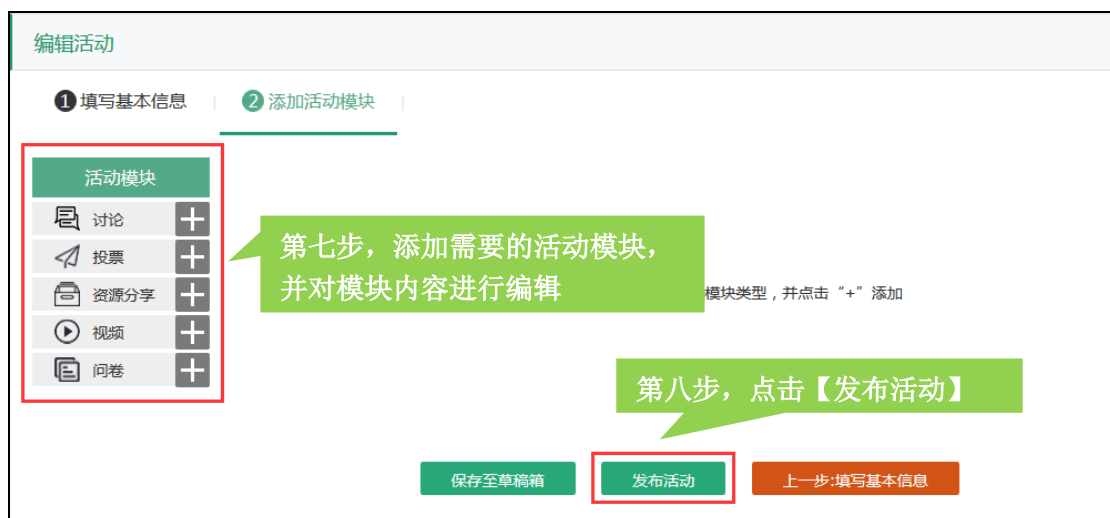 编辑活动
1 填写基本信息
2 添加活动模块
活动模块
讨论
投票
资源分享
视频
问卷
第七步，添加需要的活动模块，
并对模块内容进行编辑
模块类型，并点击“+”添加
第八步，点击【发布活动】
保存至草稿箱
发布活动
上一步:填写基本信息